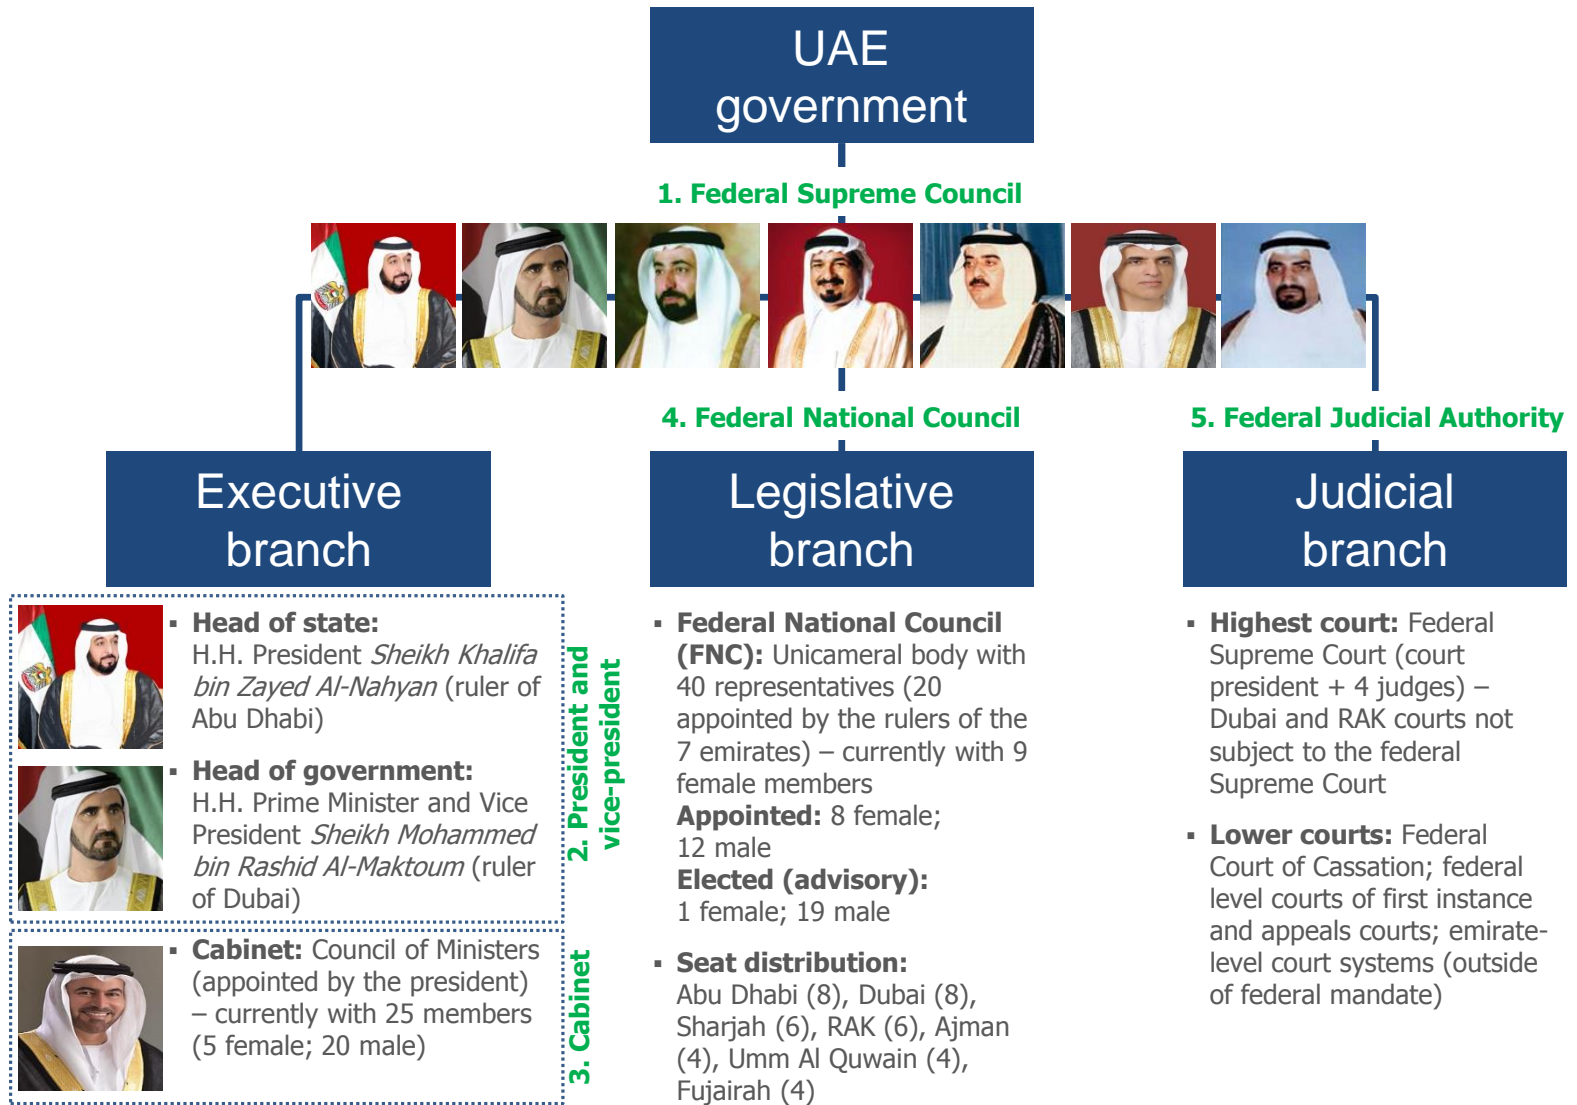 UAE
government
1. Federal Supreme Council
4. Federal National Council
5. Federal Judicial Authority
Executive
branch
▪ Head of state:
H.H. President Sheikh Khalifa
bin Zayed Al-Nahyan (ruler of
Abu Dhabi)
▪ Head of government:
H.H. Prime Minister and Vice
President Sheikh Mohammed
bin Rashid Al-Maktoum (ruler
of Dubai)
2. President and
vice-president
▪ Cabinet: Council of Ministers
(appointed by the president)
– currently with 25 members
(5 female; 20 male)
3. Cabinet
Legislative
branch
▪ Federal National Council
(FNC): Unicameral body with
40 representatives (20
appointed by the rulers of the
7 emirates) – currently with 9
female members
Appointed: 8 female;
12 male
Elected (advisory):
1 female; 19 male
▪ Seat distribution:
Abu Dhabi (8), Dubai (8),
Sharjah (6), RAK (6), Ajman
(4), Umm Al Quwain (4),
Fujairah (4)
Judicial
branch
▪ Highest court: Federal
Supreme Court (court
president + 4 judges) –
Dubai and RAK courts not
subject to the federal
Supreme Court
▪ Lower courts: Federal
Court of Cassation; federal
level courts of first instance
and appeals courts; emirate-
level court systems (outside
of federal mandate)